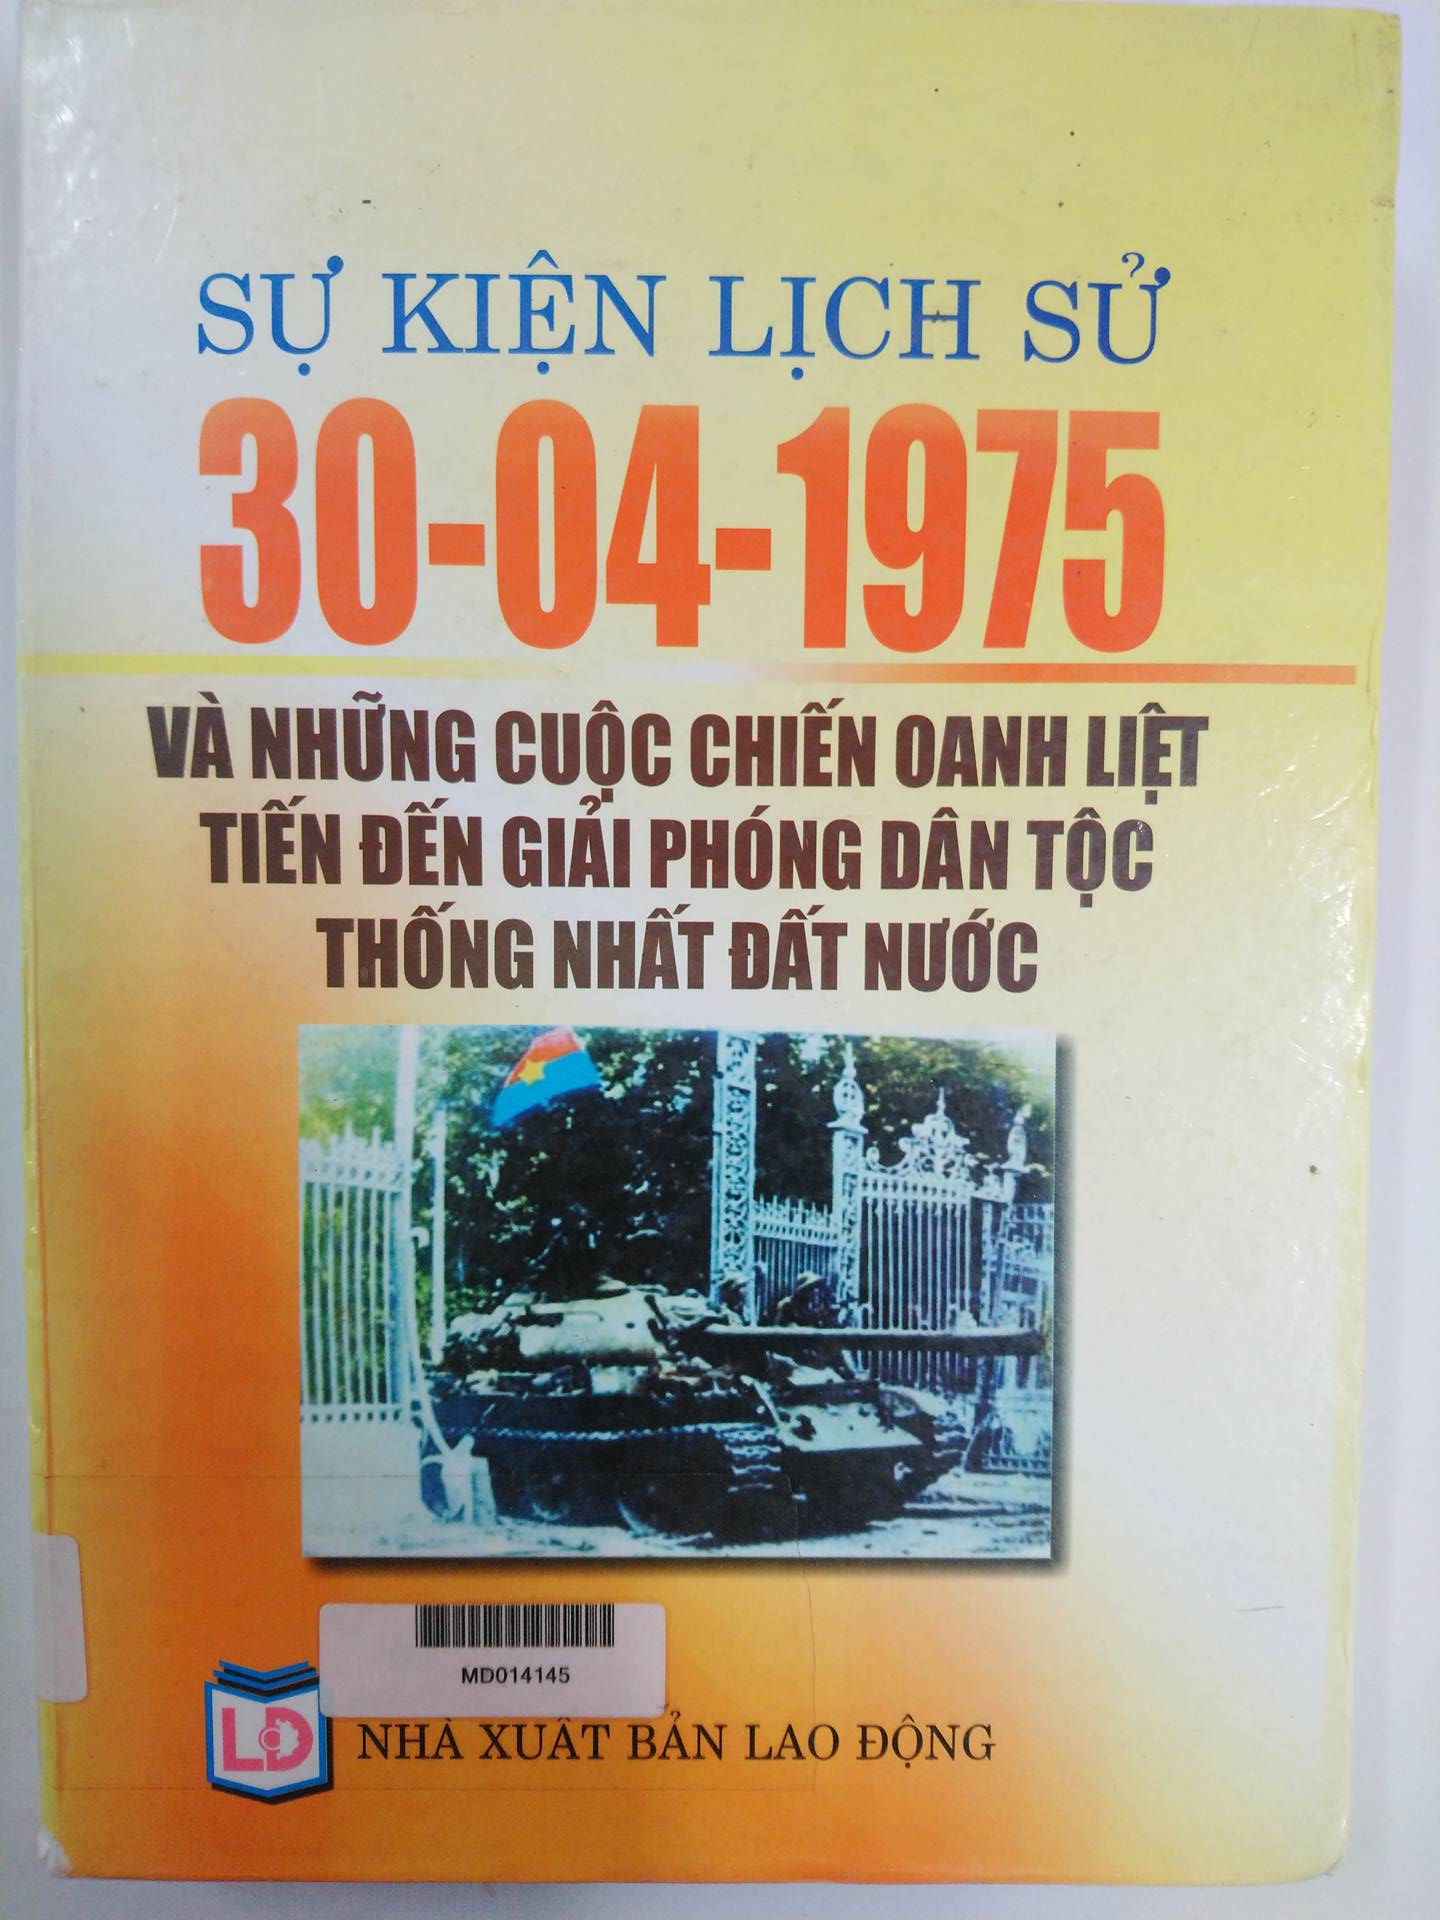 SỰ KIỆN LỊCH SỬ
30-04-1975
VÀ NHỮNG CUỘC CHIẾN OANH LIỆT
TIẾN ĐẾN GIẢI PHÓNG DÂN TỘC
THỐNG NHẤT ĐẤT NƯỚC
MD014145
LĐ
NHÀ XUẤT BẢN LAO ĐỘNG